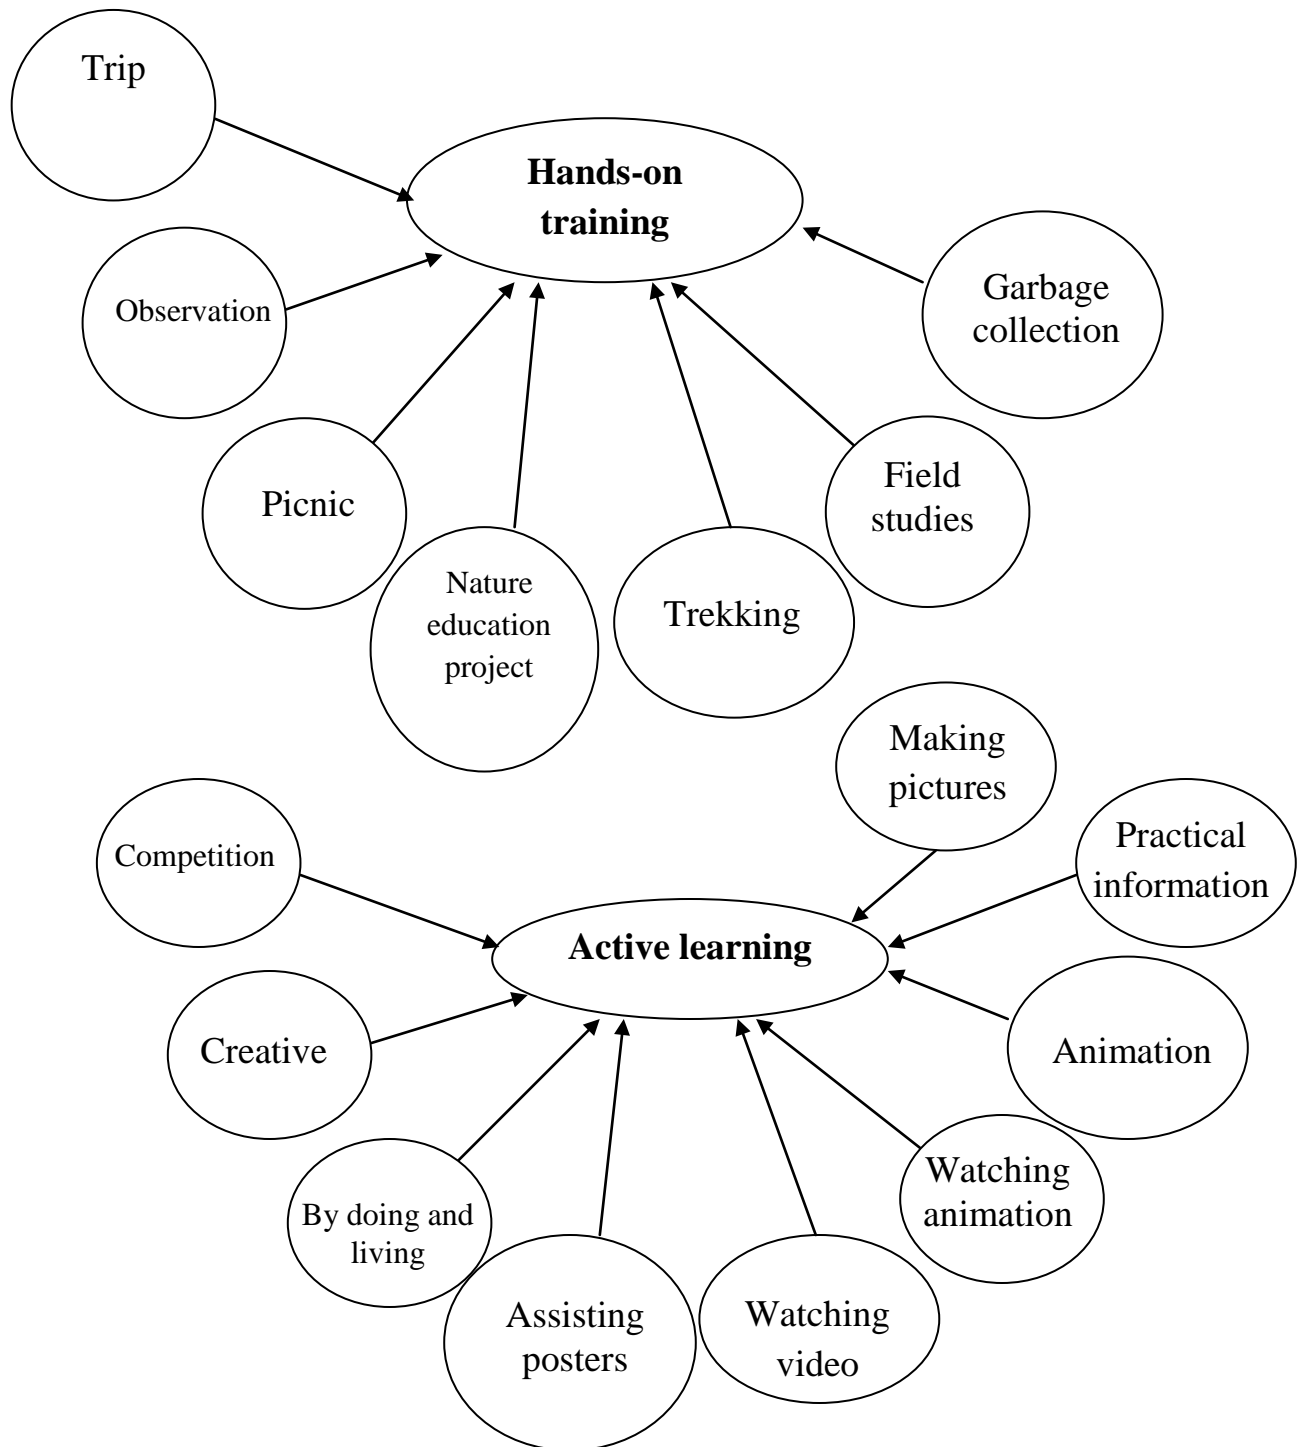 Trip
Hands-on
training
Observation
Garbage
collection
Picnic
Field
studies
Nature
education
project
Trekking
Making
pictures
Competition
Practical
information
Active learning
Creative
Animation
By doing and
living
Watching
animation
Assisting
posters
Watching
video